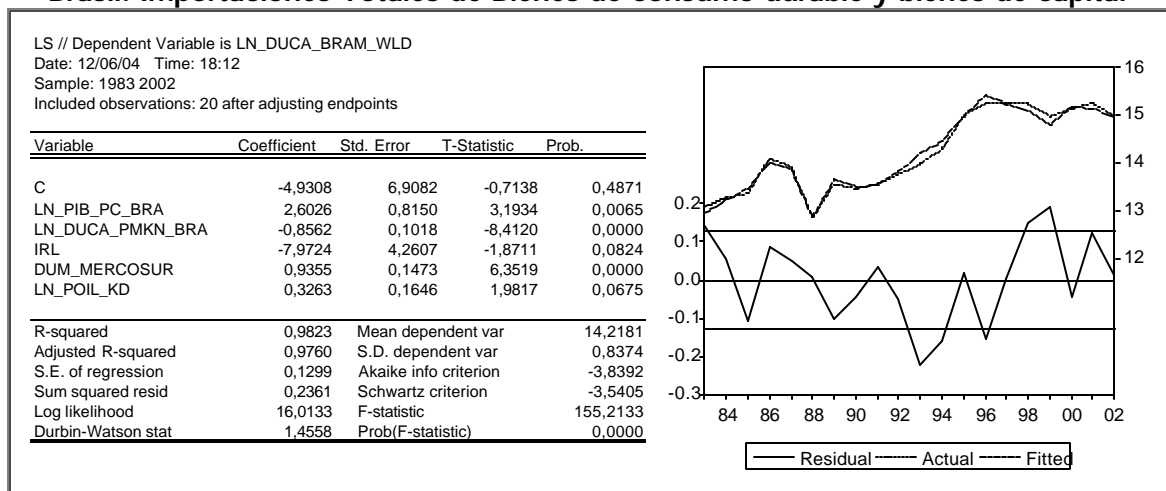 Brasil: Importaciones Totales de Bienes de consumo durable y bienes de capital
LS // Dependent Variable is LN_DUCA_BRAM_WLD
Date: 12/06/04 Time: 18:12
Sample: 1983 2002
Included observations: 20 after adjusting endpoints
Variable Coefficient Std. Error T-Statistic Prob.
C -4,9308 6,9082 -0,7138 0,4871
LN_PIB_PC_BRA 2,6026 0,8150 3,1934 0,0065
LN_DUCA_PMKN_BRA -0,8562 0,1018 -8,4120 0,0000
IRL -7,9724 4,2607 -1,8711 0,0824
DUM_MERCOSUR 0,9355 0,1473 6,3519 0,0000
LN_POIL_KD 0,3263 0,1646 1,9817 0,0675
R-squared 0,9823 Mean dependent var 14,2181
Adjusted R-squared 0,9760 S.D. dependent var 0,8374
S.E. of regression 0,1299 Akaike info criterion -3,8392
Sum squared resid 0,2361 Schwartz criterion -3,5405
Log likelihood 16,0133 F-statistic 155,2133
Durbin-Watson stat 1,4558 Prob(F-statistic) 0,0000
16
15
14
13
12
0.2
0.1
0.0
-0.1
-0.2
-0.3
84 86 88 90 92 94 96 98 00 02
Residual Actual Fitted